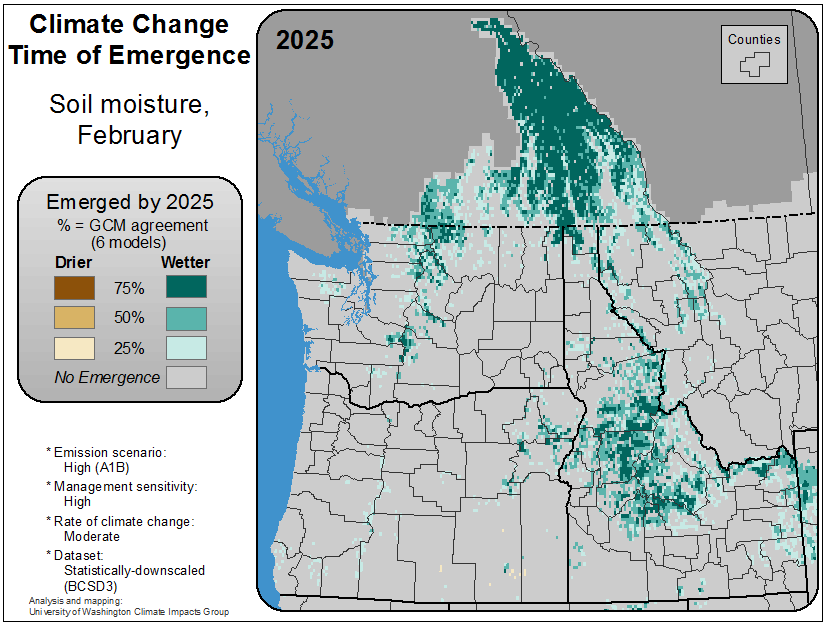 Climate Change
Time of Emergence
Soil moisture,
February
Emerged by 2025
% = GCM agreement
(6 models)
Drier Wetter
75%
50%
25%
No Emergence
* Emission scenario:
High (A1B)
* Management sensitivity:
High
* Rate of climate change:
Moderate
* Dataset:
Statistically-downscaled
(BCSD3)
Analysis and mapping:
University of Washington Climate Impacts Group
2025
Counties